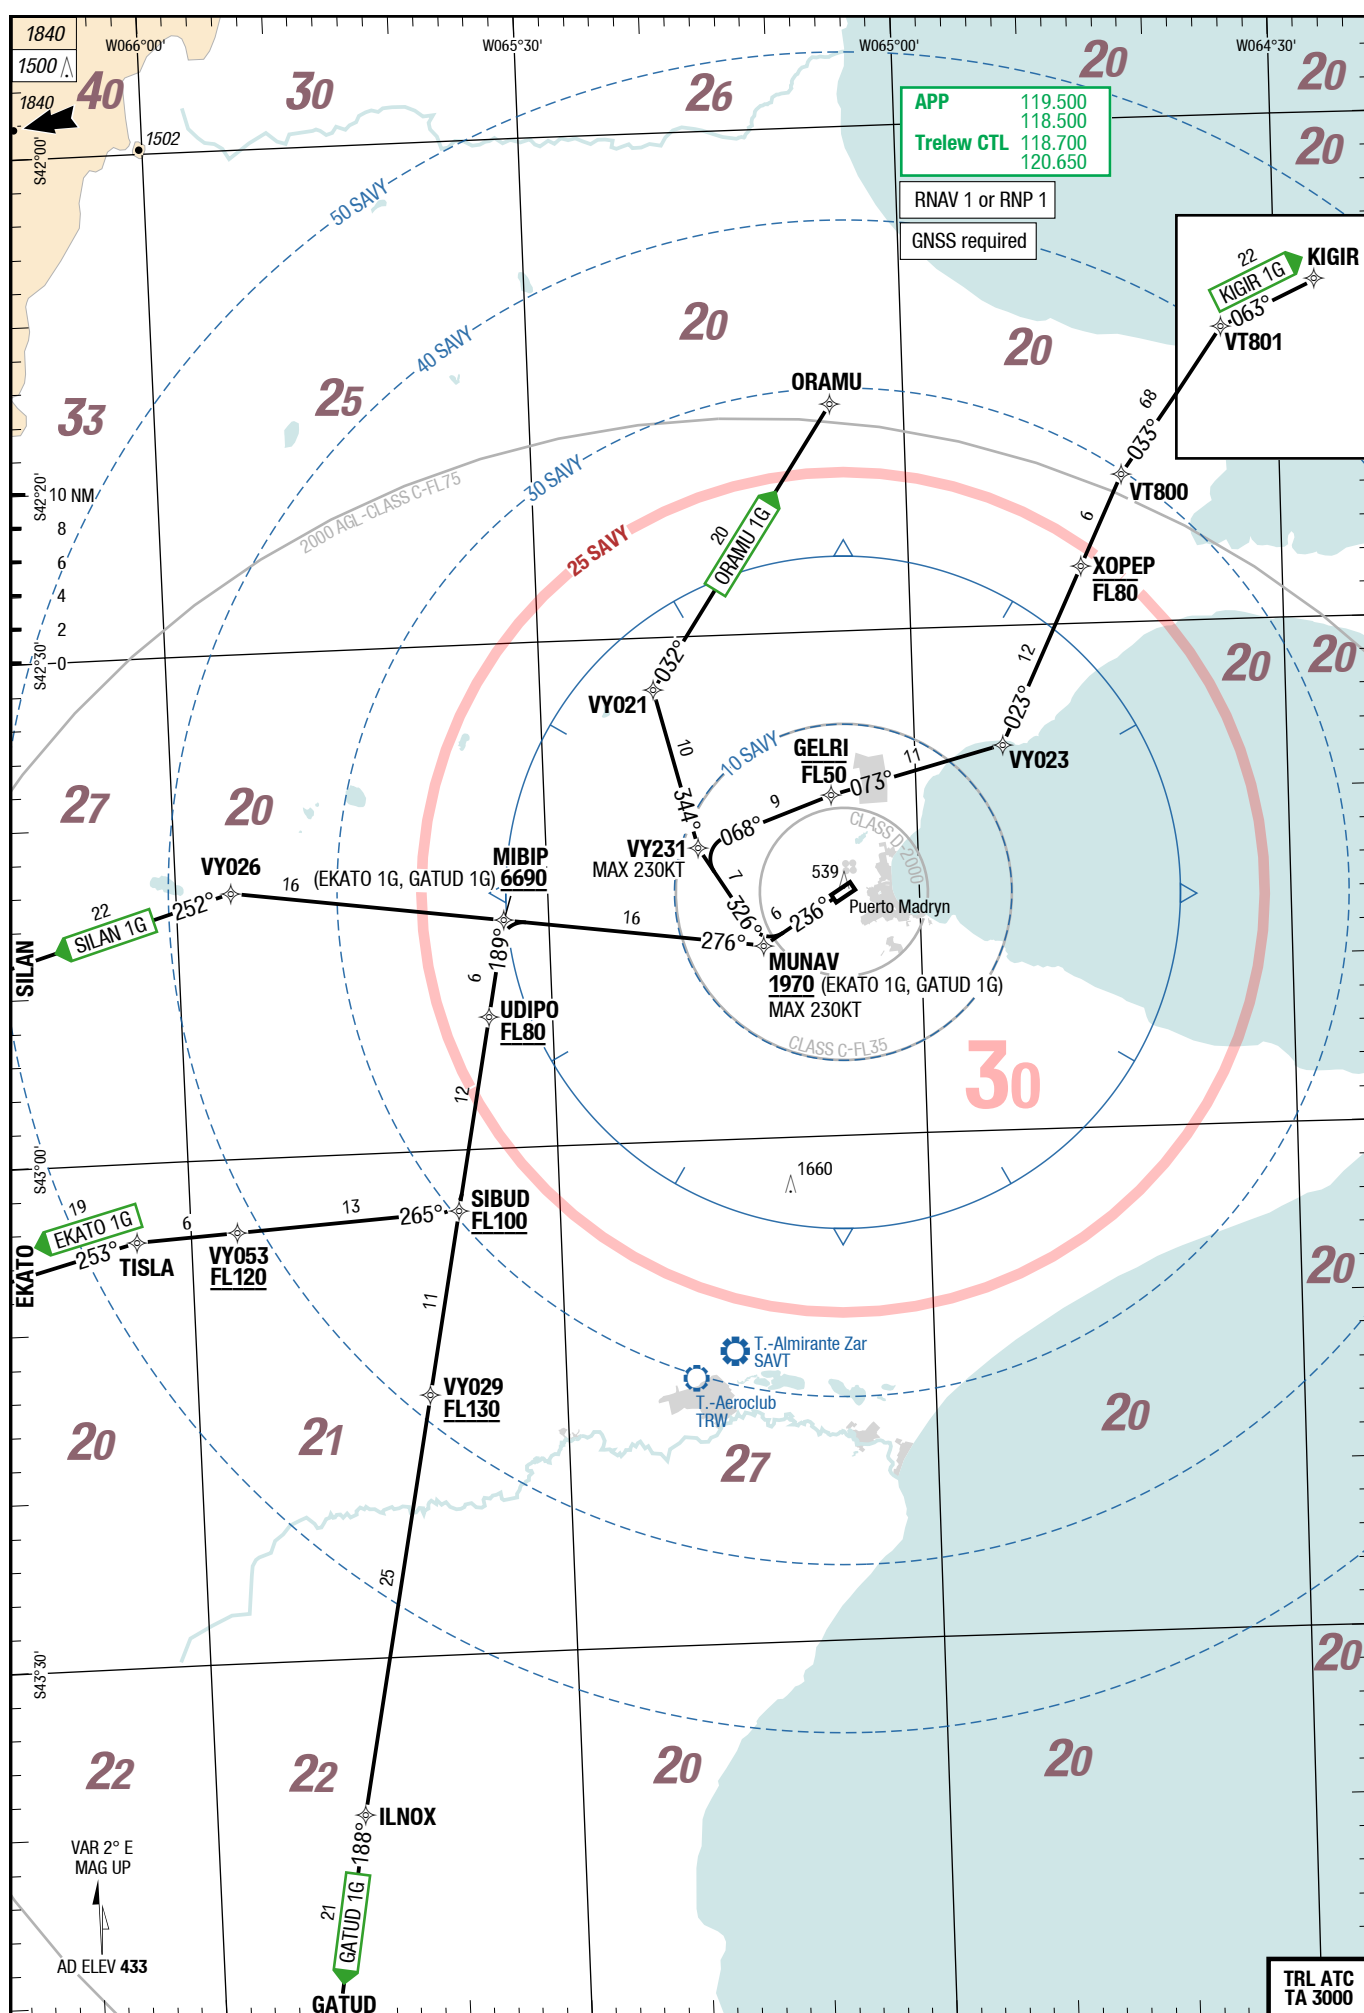 1840
1500
1840
1502
W066°00'
W065°30'
W065°00'
W064°30'
40
30
26
20
20
20
APP 119.500
118.500
Trelew CTL 118.700
120.650
RNAV 1 or RNP 1
GNSS required
S42°00'
50 SAVY
40 SAVY
30 SAVY
25 SAVY
10 SAVY
22
KIGIR 1G
KIGIR
063°
VT801
68
033°
VT800
6
XOPEP
FL80
12
023°
VY023
33
25
20
20
ORAMU
20
ORAMU 1G
032°
VY021
10
344°
2000 AGL-CLASS C-FL75
S42°20'
10 NM
8
6
4
2
0
S42°30'
20
20
27
20
GELRI
FL50
073°
11
9
068°
VY231
MAX 230KT
7
326°
6
236°
CLASS D-2000
539
Puerto Madryn
VY026
16
(EKATO 1G, GATUD 1G)
MIBIP
6690
22
SILAN 1G
252°
SILAN
16
276°
MUNAV
1970 (EKATO 1G, GATUD 1G)
MAX 230KT
CLASS C-FL35
189°
6
UDIPO
FL80
30
12
S43°00'
1660
SIBUD
FL100
265°
13
6
19
EKATO 1G
253°
EKATO
TISLA
VY053
FL120
20
11
T.-Almirante Zar
SAVT
T.-Aeroclub
TRW
VY029
FL130
20
21
27
20
25
S43°30'
20
22
22
20
20
ILNOX
188°
21
GATUD 1G
GATUD
VAR 2° E
MAG UP
AD ELEV 433
TRL ATC
TA 3000